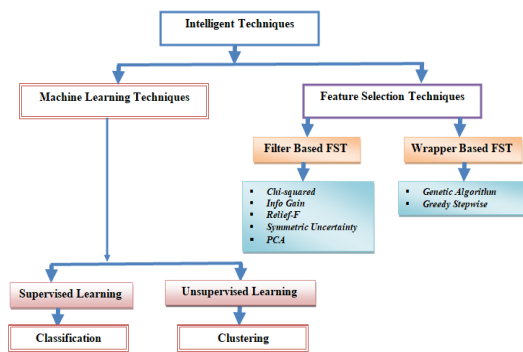 Intelligent Techniques
Machine Learning Techniques
Feature Selection Techniques
Filter Based FST
Wrapper Based FST
▪ Chi-squared
▪ Info Gain
▪ Relief-F
▪ Symmetric Uncertainty
▪ PCA
▪ Genetic Algorithm
▪ Greedy Stepwise
Supervised Learning
Unsupervised Learning
Classification
Clustering